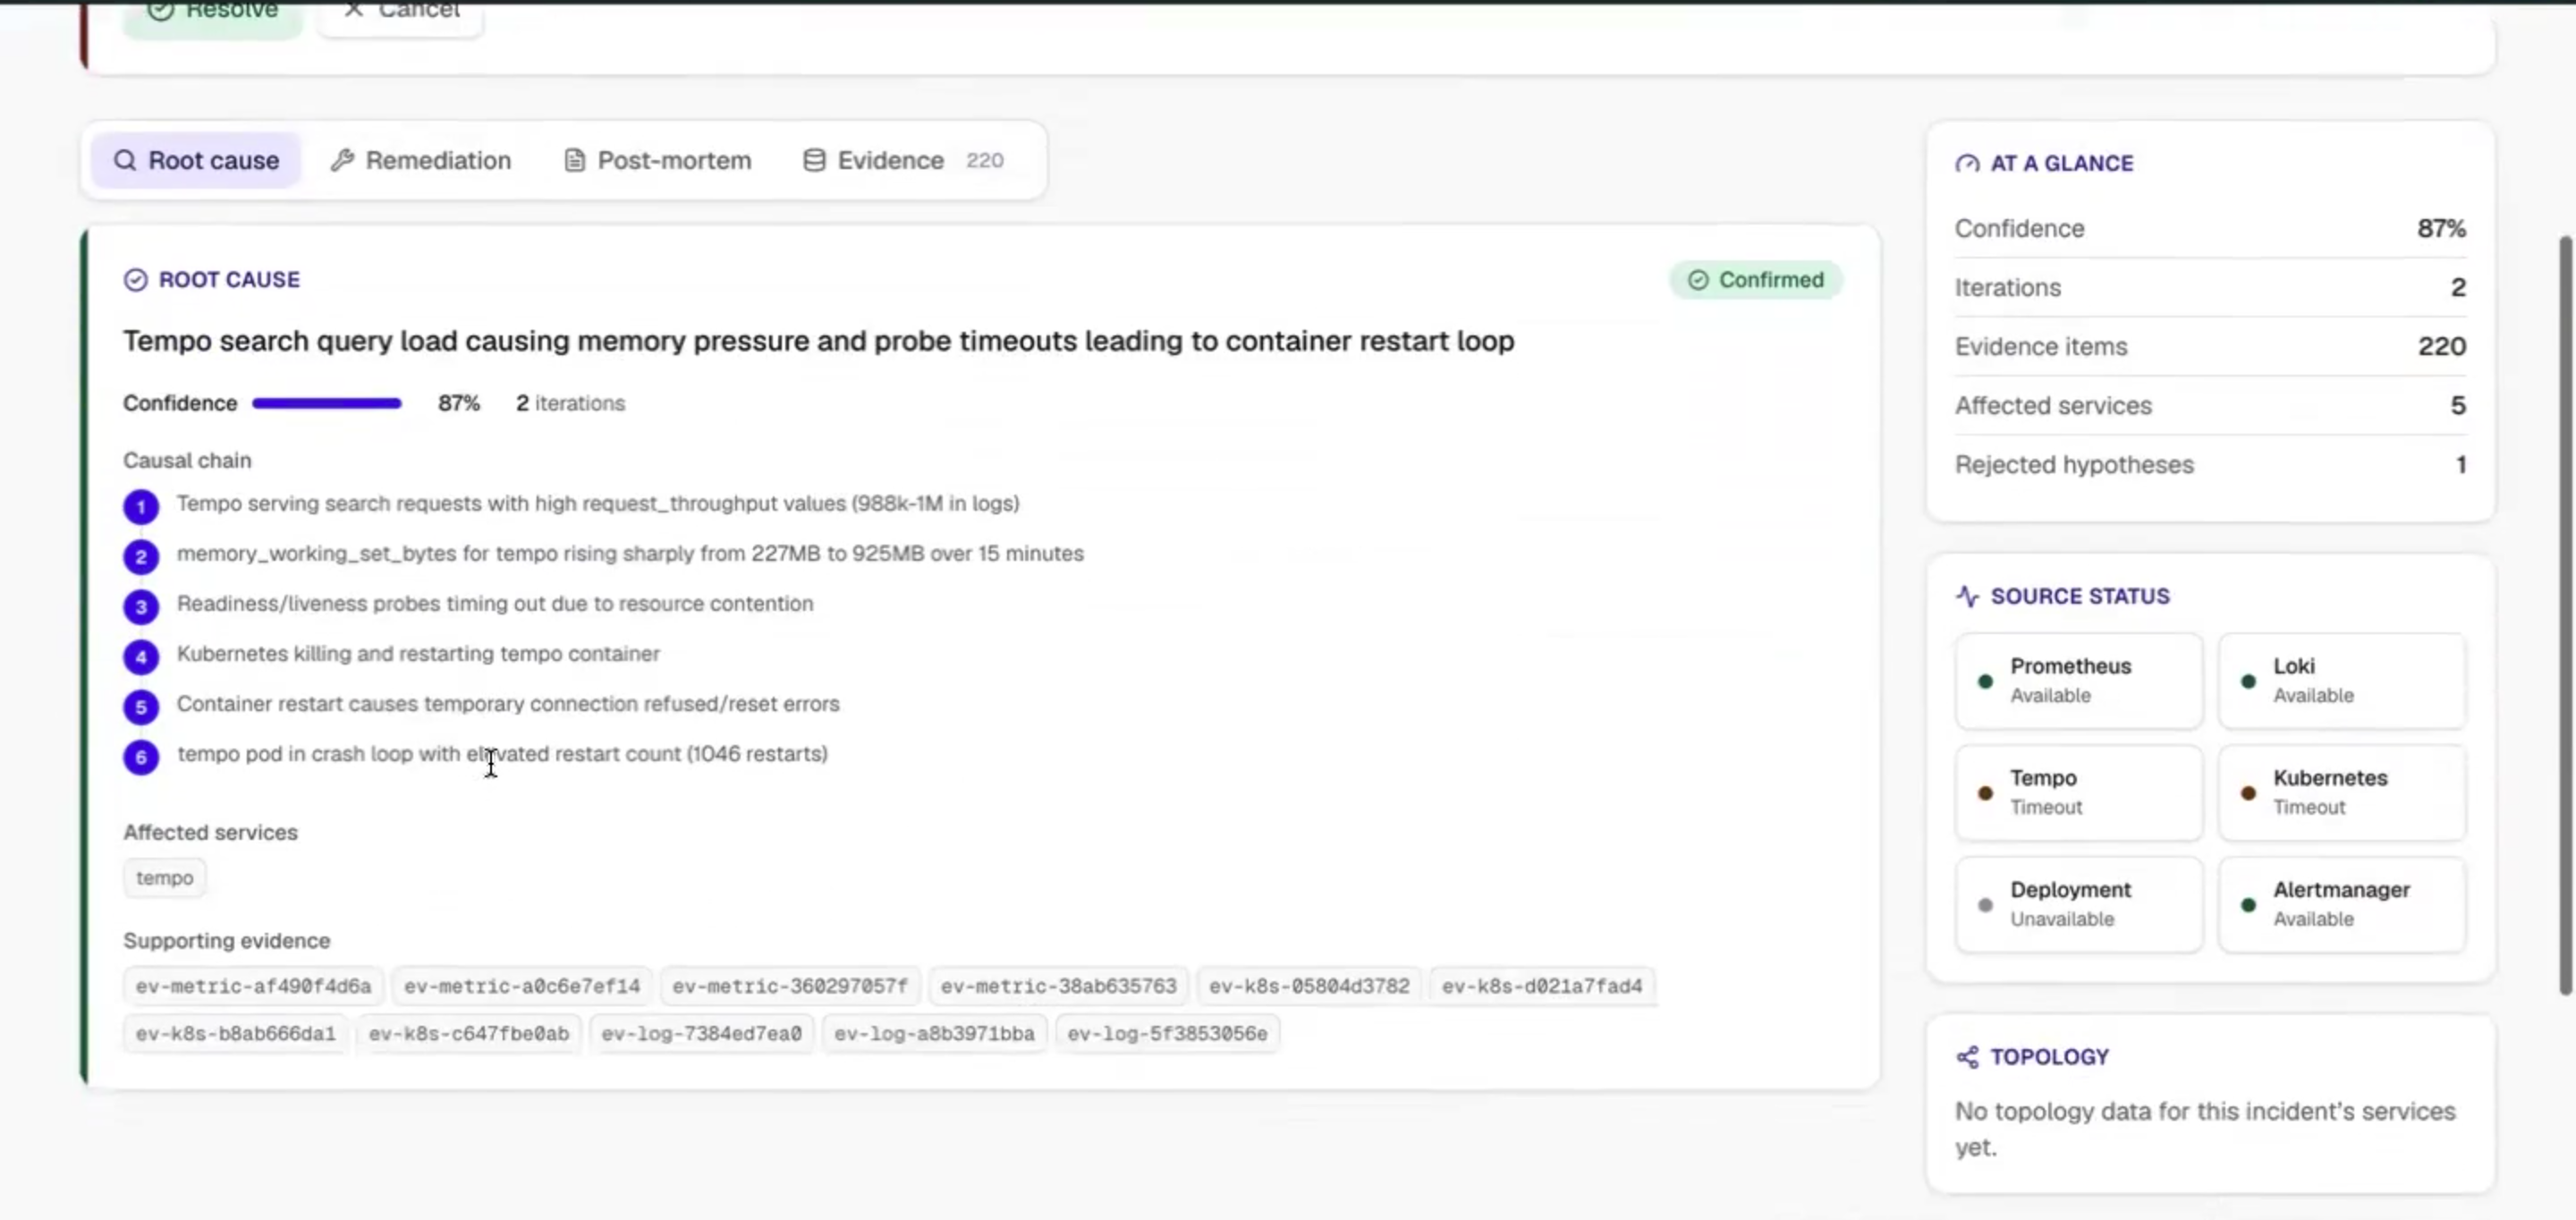 Resolve
Cancel
Root cause
Remediation
Post-mortem
Evidence 220
ROOT CAUSE
Confirmed
Tempo search query load causing memory pressure and probe timeouts leading to container restart loop
Confidence 87% 2 iterations
Causal chain
1 Tempo serving search requests with high request_throughput values (988k-1M in logs)
2 memory_working_set_bytes for tempo rising sharply from 227MB to 925MB over 15 minutes
3 Readiness/liveness probes timing out due to resource contention
4 Kubernetes killing and restarting tempo container
5 Container restart causes temporary connection refused/reset errors
6 tempo pod in crash loop with elevated restart count (1046 restarts)
Affected services
tempo
Supporting evidence
ev-metric-af490f4d6a ev-metric-a0c6e7ef14 ev-metric-360297057f ev-metric-38ab635763 ev-k8s-05804d3782 ev-k8s-d021a7fad4
ev-k8s-b8ab666da1 ev-k8s-c647fbe0ab ev-log-7384ed7ea0 ev-log-a8b3971bba ev-log-5f3853056e
AT A GLANCE
Confidence 87%
Iterations 2
Evidence items 220
Affected services 5
Rejected hypotheses 1
SOURCE STATUS
Prometheus
Available
Loki
Available
Tempo
Timeout
Kubernetes
Timeout
Deployment
Unavailable
Alertmanager
Available
TOPOLOGY
No topology data for this incident's services
yet.